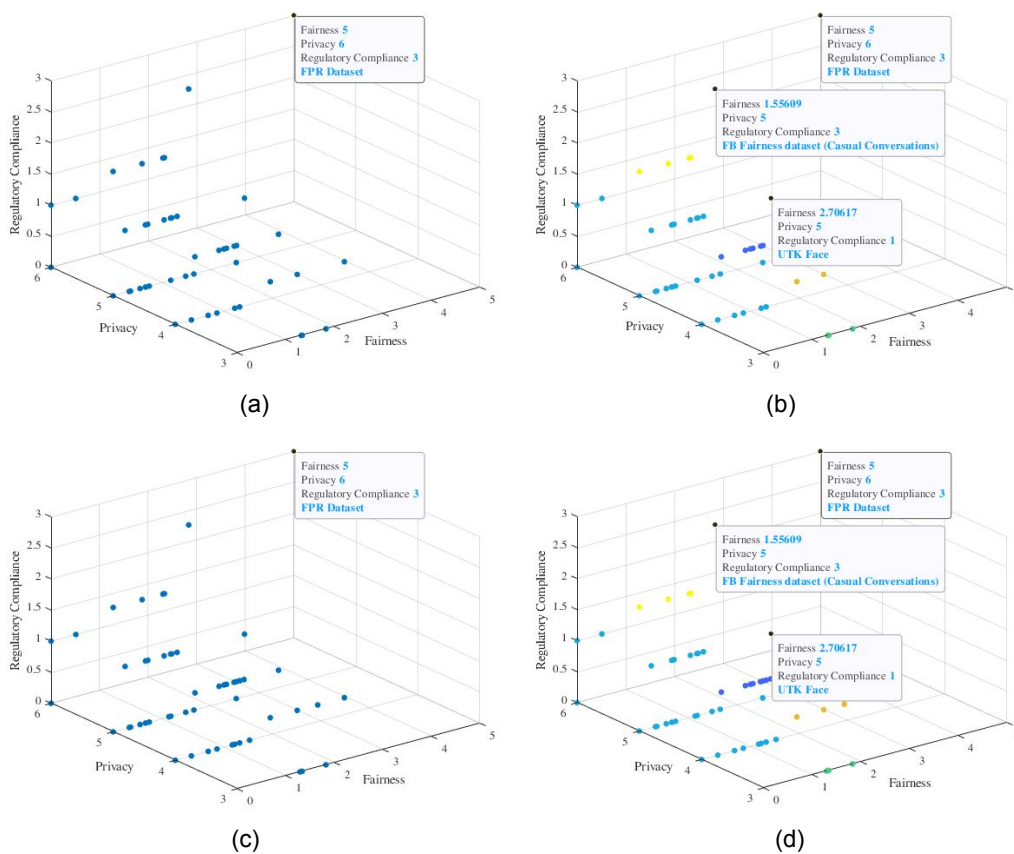 Fairness 5
Privacy 6
Regulatory Compliance 3
FPR Dataset
Regulatory Compliance
3
2.5
2
1.5
1
0.5
0
6
5
4
3
Privacy
0
1
2
3
4
5
Fairness
(a)
Fairness 5
Privacy 6
Regulatory Compliance 3
FPR Dataset
Fairness 1.55609
Privacy 5
Regulatory Compliance 3
FB Fairness dataset (Casual Conversations)
Fairness 2.70617
Privacy 5
Regulatory Compliance 1
UTK Face
Regulatory Compliance
3
2.5
2
1.5
1
0.5
0
6
5
4
3
Privacy
0
1
2
3
4
Fairness
(b)
Fairness 5
Privacy 6
Regulatory Compliance 3
FPR Dataset
Regulatory Compliance
3
2.5
2
1.5
1
0.5
0
6
5
4
3
Privacy
0
1
2
3
4
5
Fairness
(c)
Fairness 5
Privacy 6
Regulatory Compliance 3
FPR Dataset
Fairness 1.55609
Privacy 5
Regulatory Compliance 3
FB Fairness dataset (Casual Conversations)
Fairness 2.70617
Privacy 5
Regulatory Compliance 1
UTK Face
Regulatory Compliance
3
2.5
2
1.5
1
0.5
0
6
5
4
3
Privacy
0
1
2
3
4
Fairness
(d)